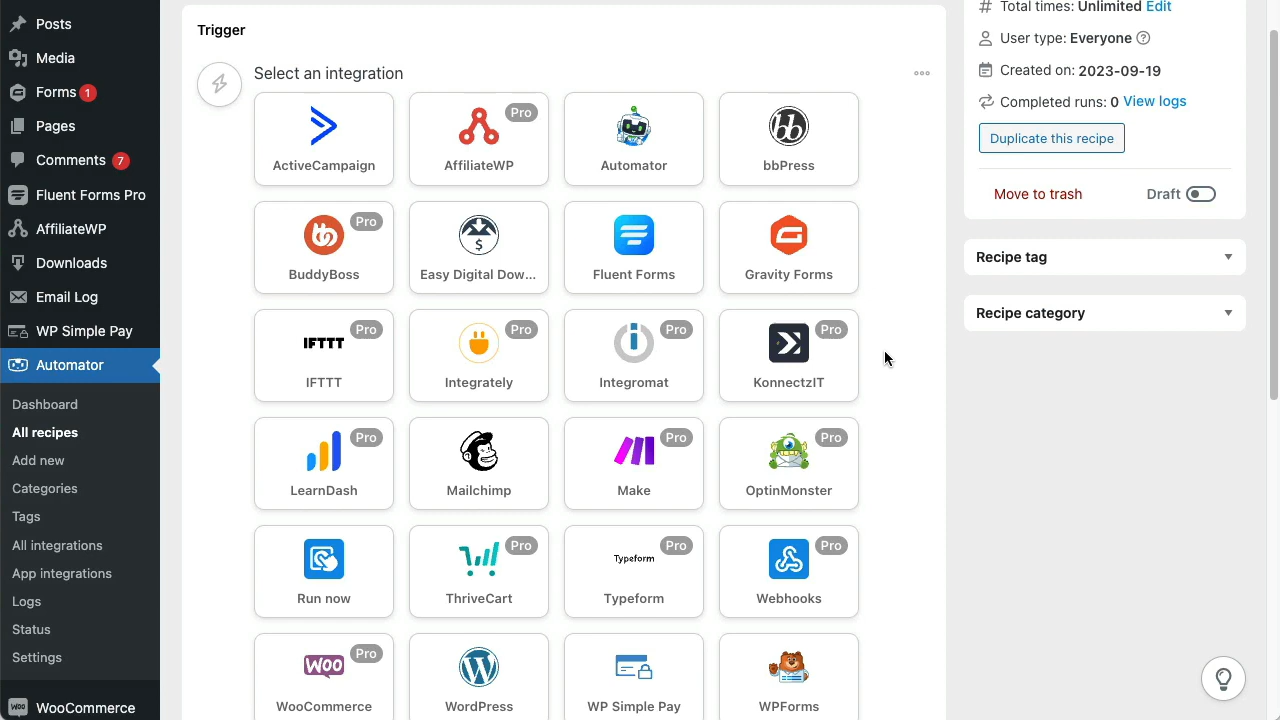 Posts
Media
Forms 1
Pages
Comments 7
Fluent Forms Pro
AffiliateWP
Downloads
Email Log
WP Simple Pay
Automator
Dashboard
All recipes
Add new
Categories
Tags
All integrations
App integrations
Logs
Status
Settings
WOO WooCommerce
Trigger
Select an integration
ActiveCampaign
Pro
AffiliateWP
Automator
bb
bbPress
Pro
BuddyBoss
$
Easy Digital Dow...
Fluent Forms
Gravity Forms
IFTTT Pro
IFTTT
Pro
Integrately
Pro
Integromat
Pro
KonnectzIT
Pro
LearnDash
Mailchimp
Pro
Make
Pro
OptinMonster
Run now
Pro
ThriveCart
Typeform Pro
Typeform
Pro
Webhooks
Woo Pro
WooCommerce
WordPress
WP Simple Pay
WPForms
Total times: Unlimited Edit
User type: Everyone ?
Created on: 2023-09-19
Completed runs: 0 View logs
Duplicate this recipe
Move to trash Draft
Recipe tag
Recipe category